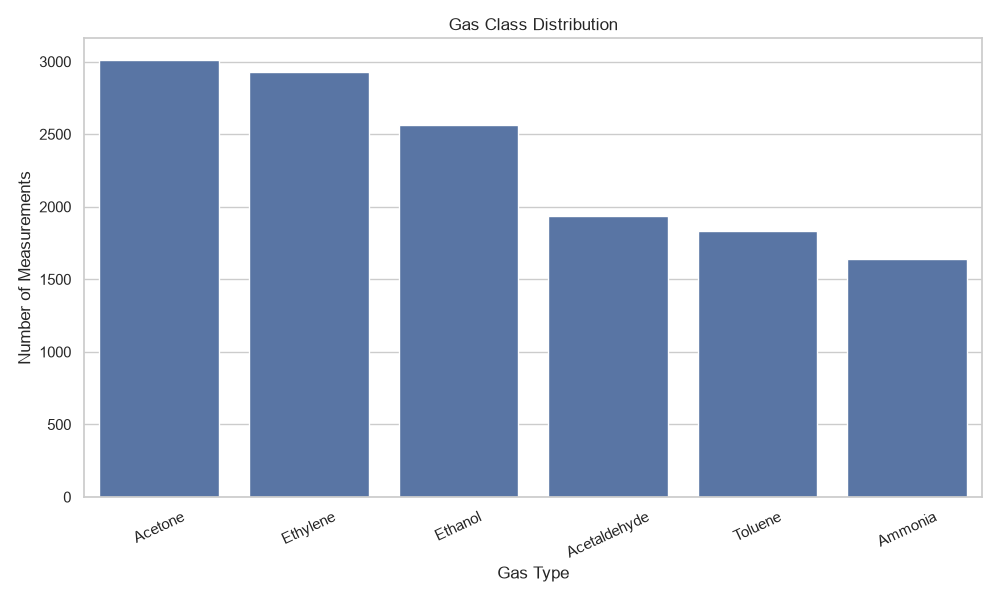 Gas Class Distribution
Number of Measurements
3000
2500
2000
1500
1000
500
0
Acetone Ethylene Ethanol Acetaldehyde Toluene Ammonia
Gas Type